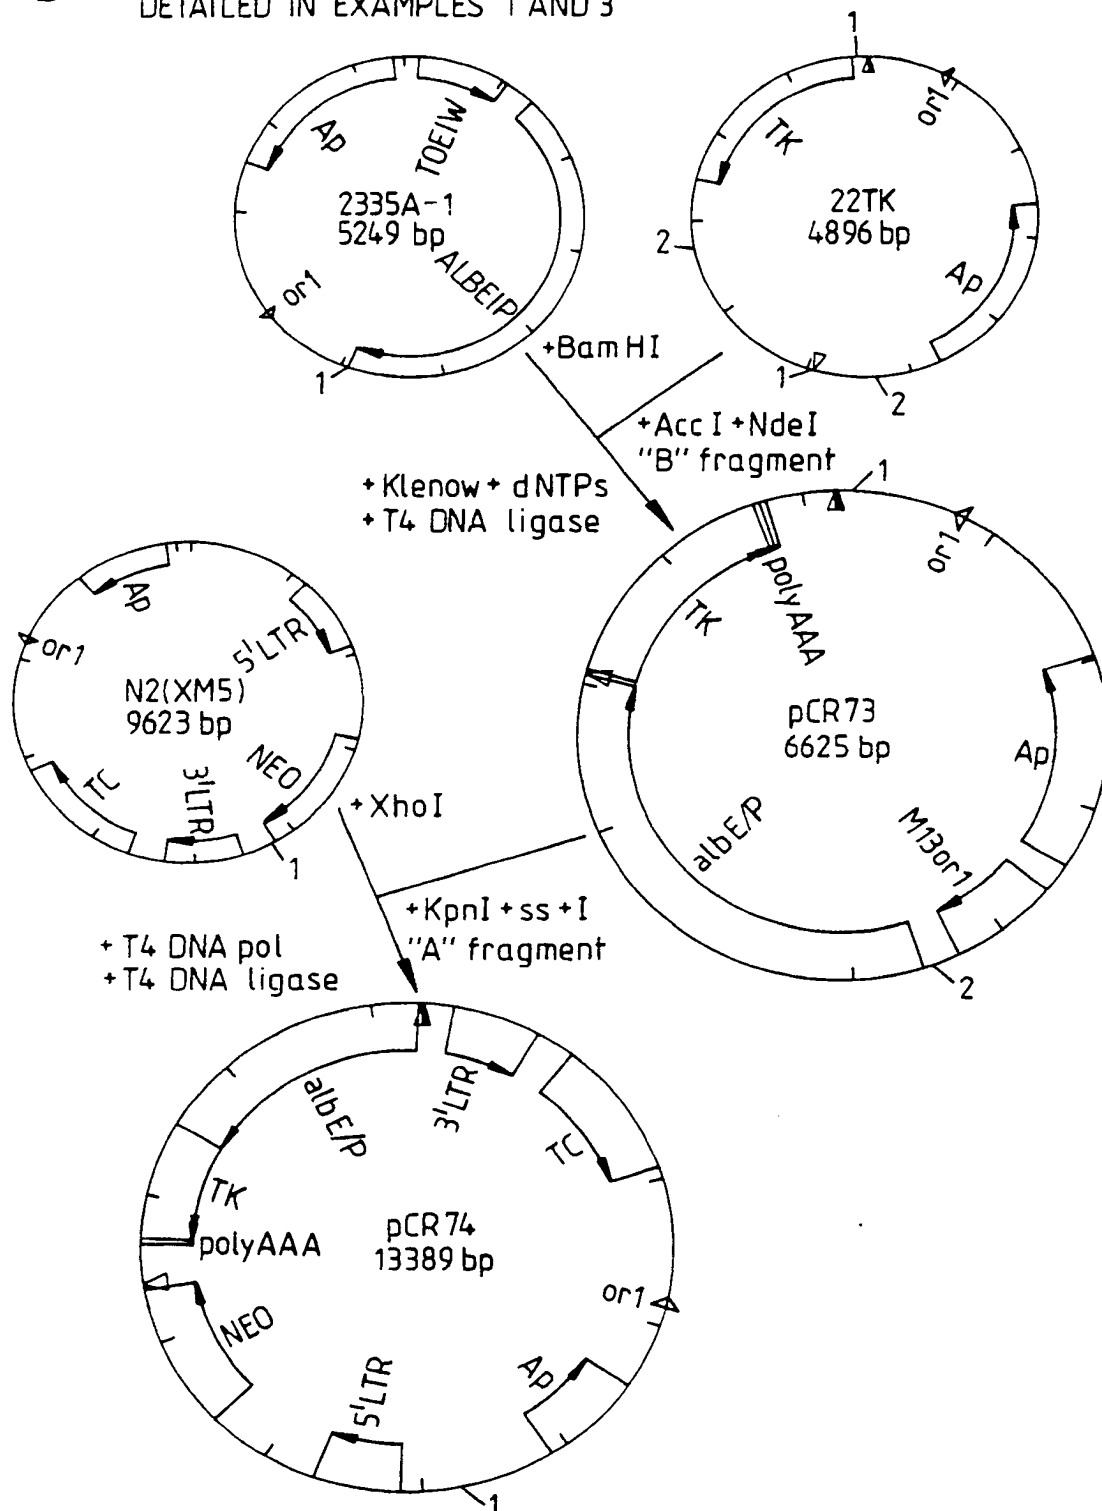 DETAILED IN EXAMPLES 1 AND 3
1
Ap
TOEIW
2335A-1
5249 bp
ALBEIP
or1
1
TK
or1
22TK
4896 bp
2
Ap
1
2
+BamHI
+AccI+NdeI
"B" fragment
+Klenow+ dNTPs
+T4 DNA ligase
1
or1
polyAAA
TK
pCR73
6625 bp
Ap
albE/P
M13or1
2
Ap
or1
5'LTR
N2(XM5)
9623 bp
NEO
TC
3'LTR
1
+XhoI
+KpnI+ss+I
"A" fragment
+T4 DNA pol
+T4 DNA ligase
albE/P
3'LTR
TC
TK
polyAAA
pCR74
13389 bp
or1
NEO
Ap
5'LTR
1